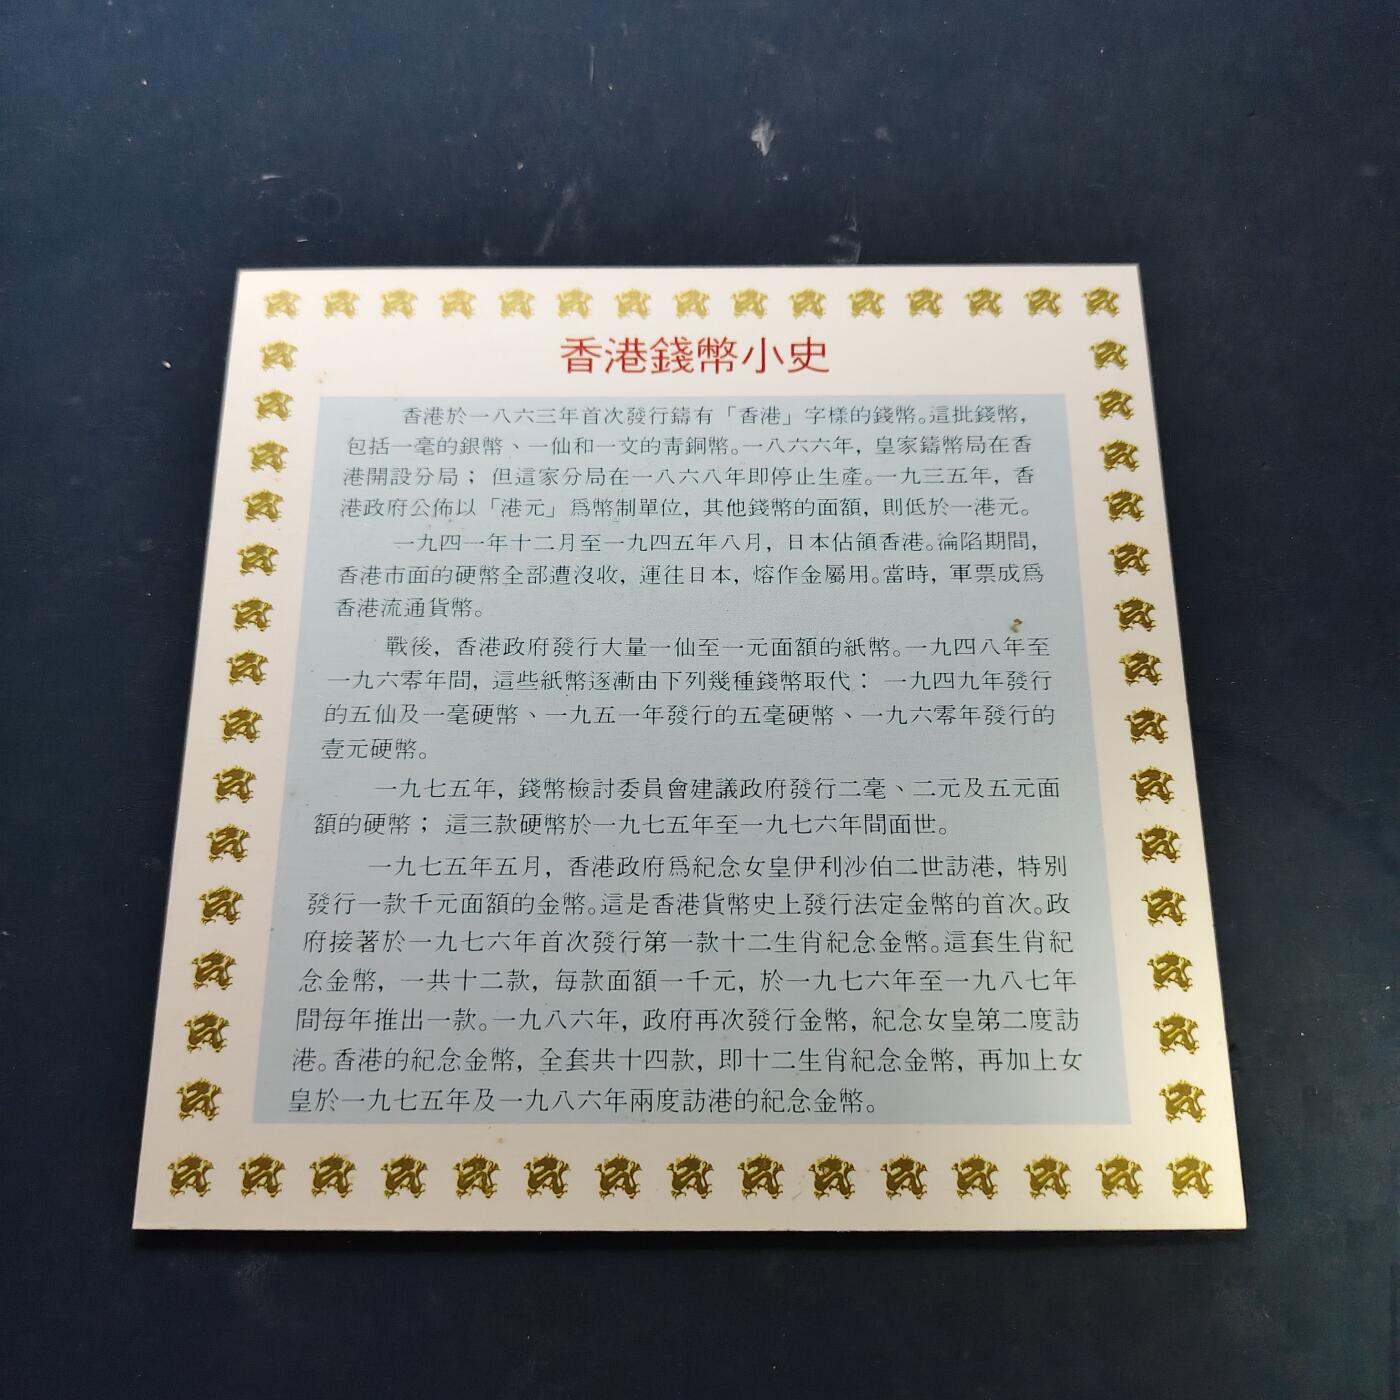 香港錢幣小史
香港於一八六三年首次發行鑄有「香港」字樣的錢幣。這批錢幣,
包括一毫的銀幣、一仙和一文的靑銅幣。一八六六年,皇家鑄幣局在香
港開設分局；但這家分局在一八六八年即停止生產。一九三五年,香
港政府公佈以「港元」爲幣制單位,其他錢幣的面額,則低於一港元。
一九四一年十二月至一九四五年八月,日本佔領香港。淪陷期間,
香港市面的硬幣全部遭沒收,運往日本,熔作金屬用。當時,軍票成爲
香港流通貨幣。
戰後,香港政府發行大量一仙至一元面額的紙幣。一九四八年至
一九六零年間,這些紙幣逐漸由下列幾種錢幣取代：一九四九年發行
的五仙及一毫硬幣、一九五一年發行的五毫硬幣、一九六零年發行的
壹元硬幣。
一九七五年,錢幣檢討委員會建議政府發行二毫、二元及五元面
額的硬幣；這三款硬幣於一九七五年至一九七六年間面世。
一九七五年五月,香港政府爲紀念女皇伊利沙伯二世訪港,特別
發行一款千元面額的金幣。這是香港貨幣史上發行法定金幣的首次。政
府接著於一九七六年首次發行第一款十二生肖紀念金幣。這套生肖紀
念金幣,一共十二款,每款面額一千元,於一九七六年至一九八七年
間每年推出一款。一九八六年,政府再次發行金幣,紀念女皇第二度訪
港。香港的紀念金幣,全套共十四款,即十二生肖紀念金幣,再加上女
皇於一九七五年及一九八六年兩度訪港的紀念金幣。